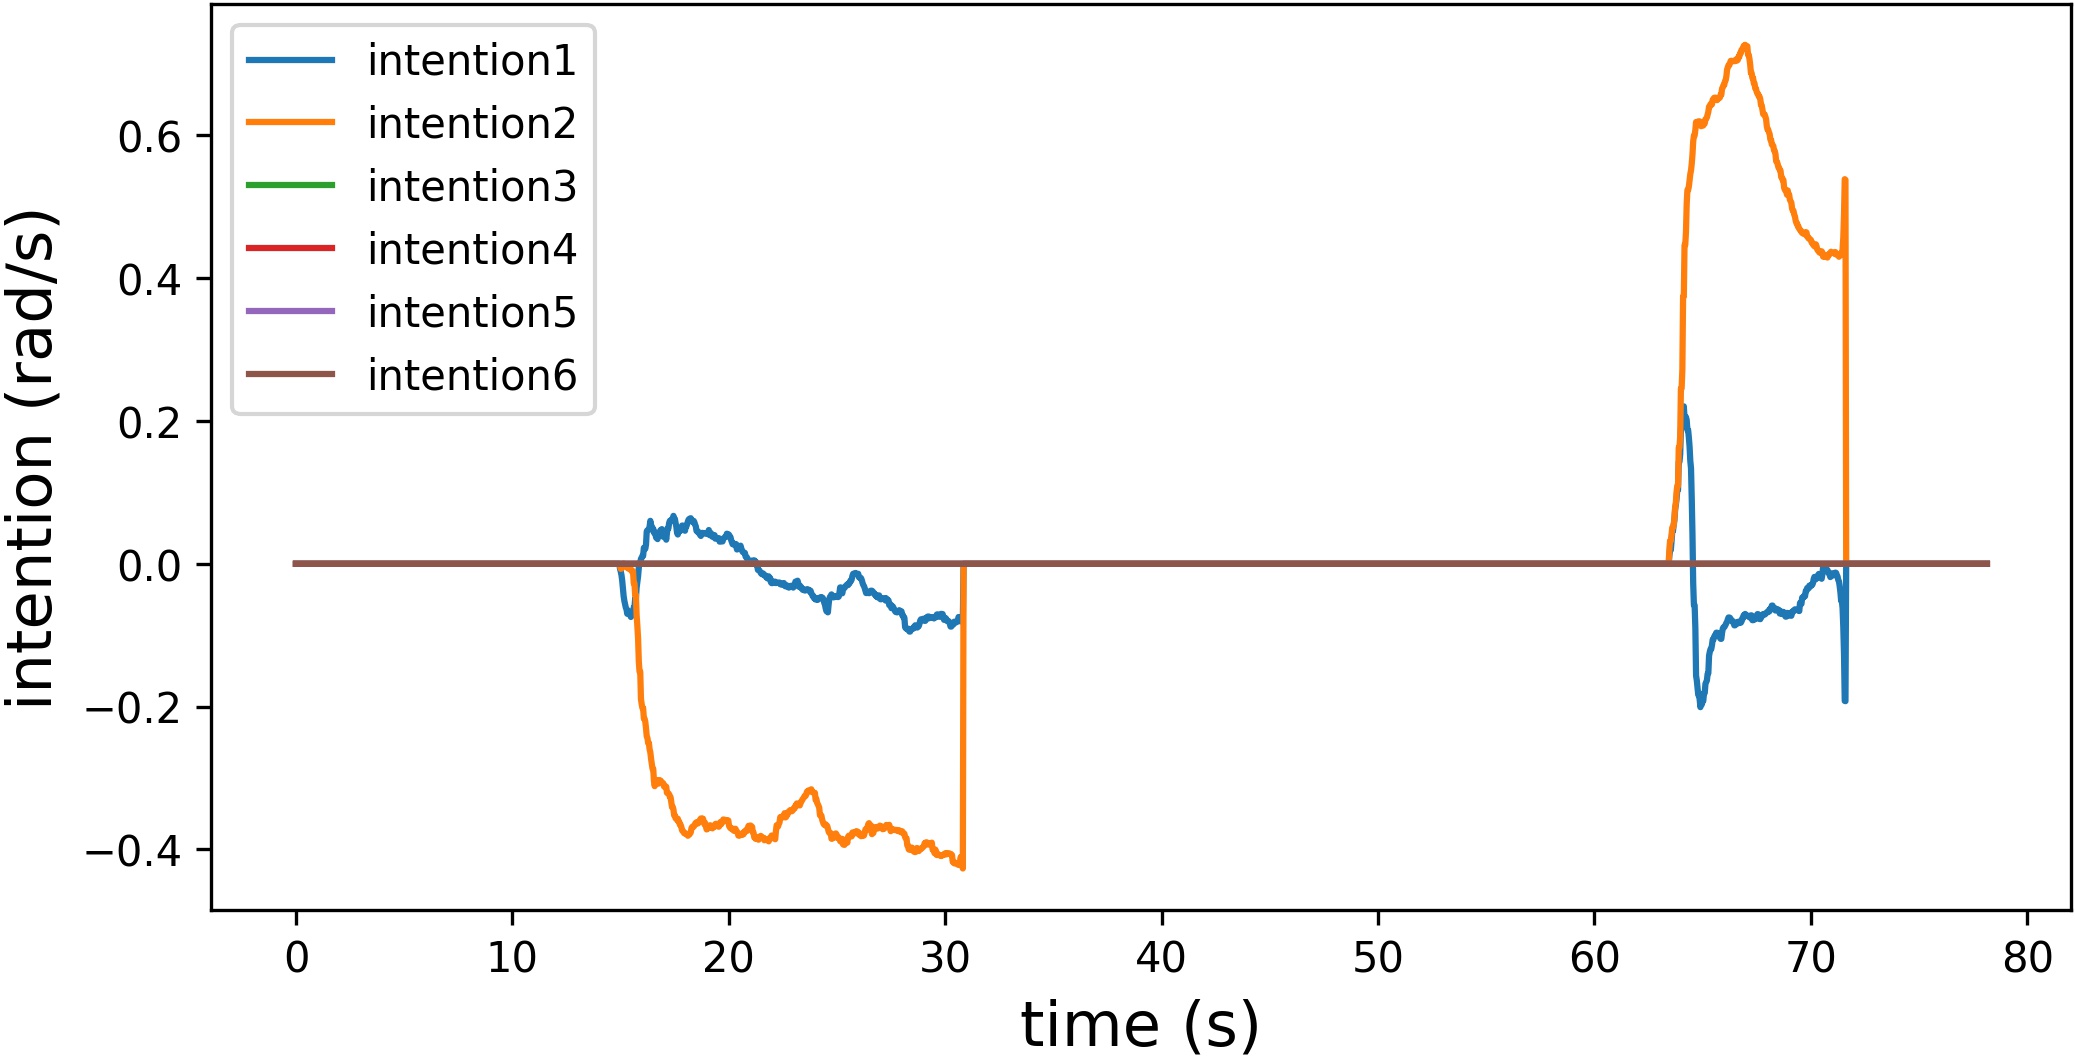 intention1
intention2
intention3
intention4
intention5
intention6
intention (rad/s)
0.6
0.4
0.2
0.0
−0.2
−0.4
0 10 20 30 40 50 60 70 80
time (s)